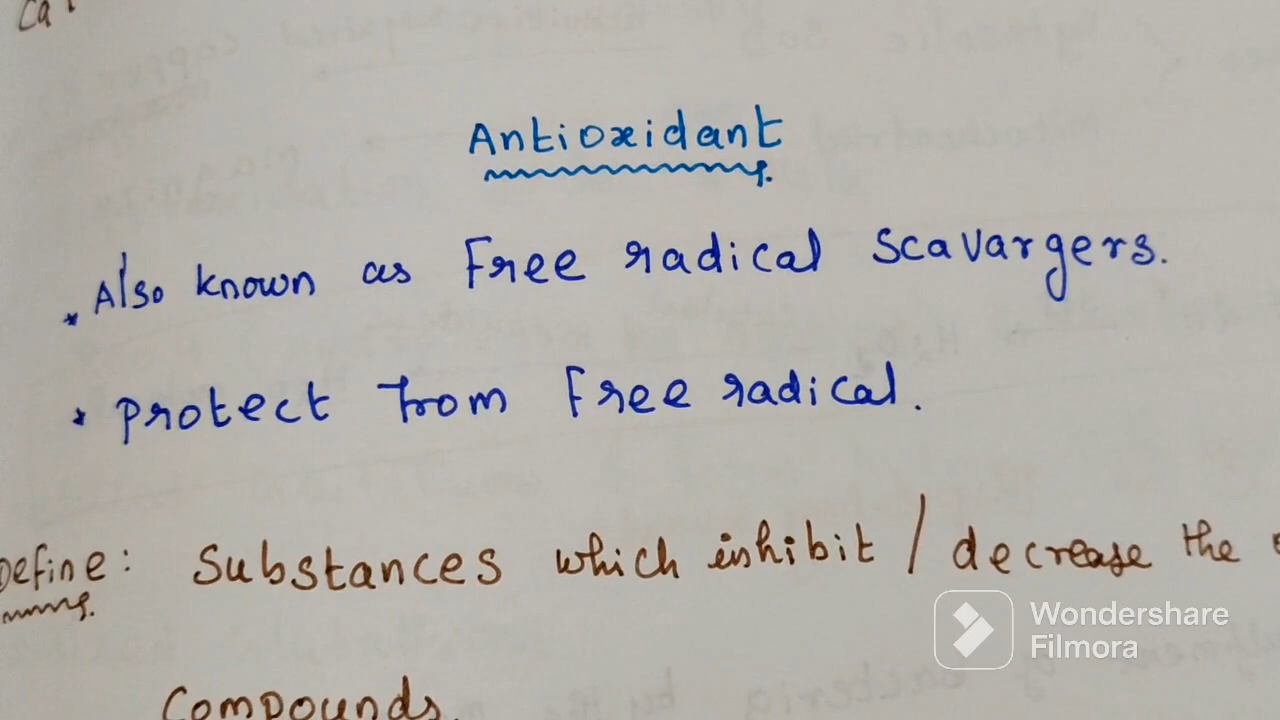 Antioxidant
* Also known as Free radical Scavargers.
* Protect from Free radical.
Define: Substances which inhibit / decrease the
Compounds.
Wondershare
Filmora